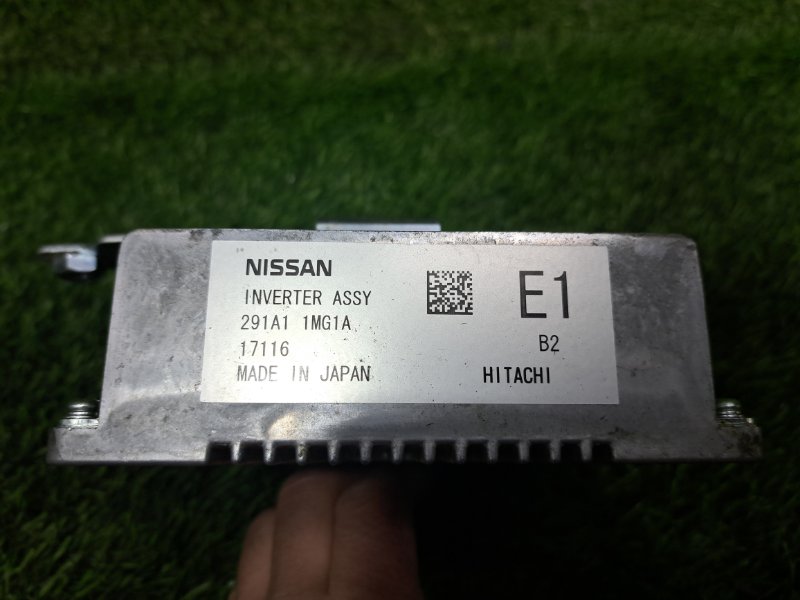 NISSAN
INVERTER ASSY
291A1 1MG1A
17116
MADE IN JAPAN
E1
B2
HITACHI